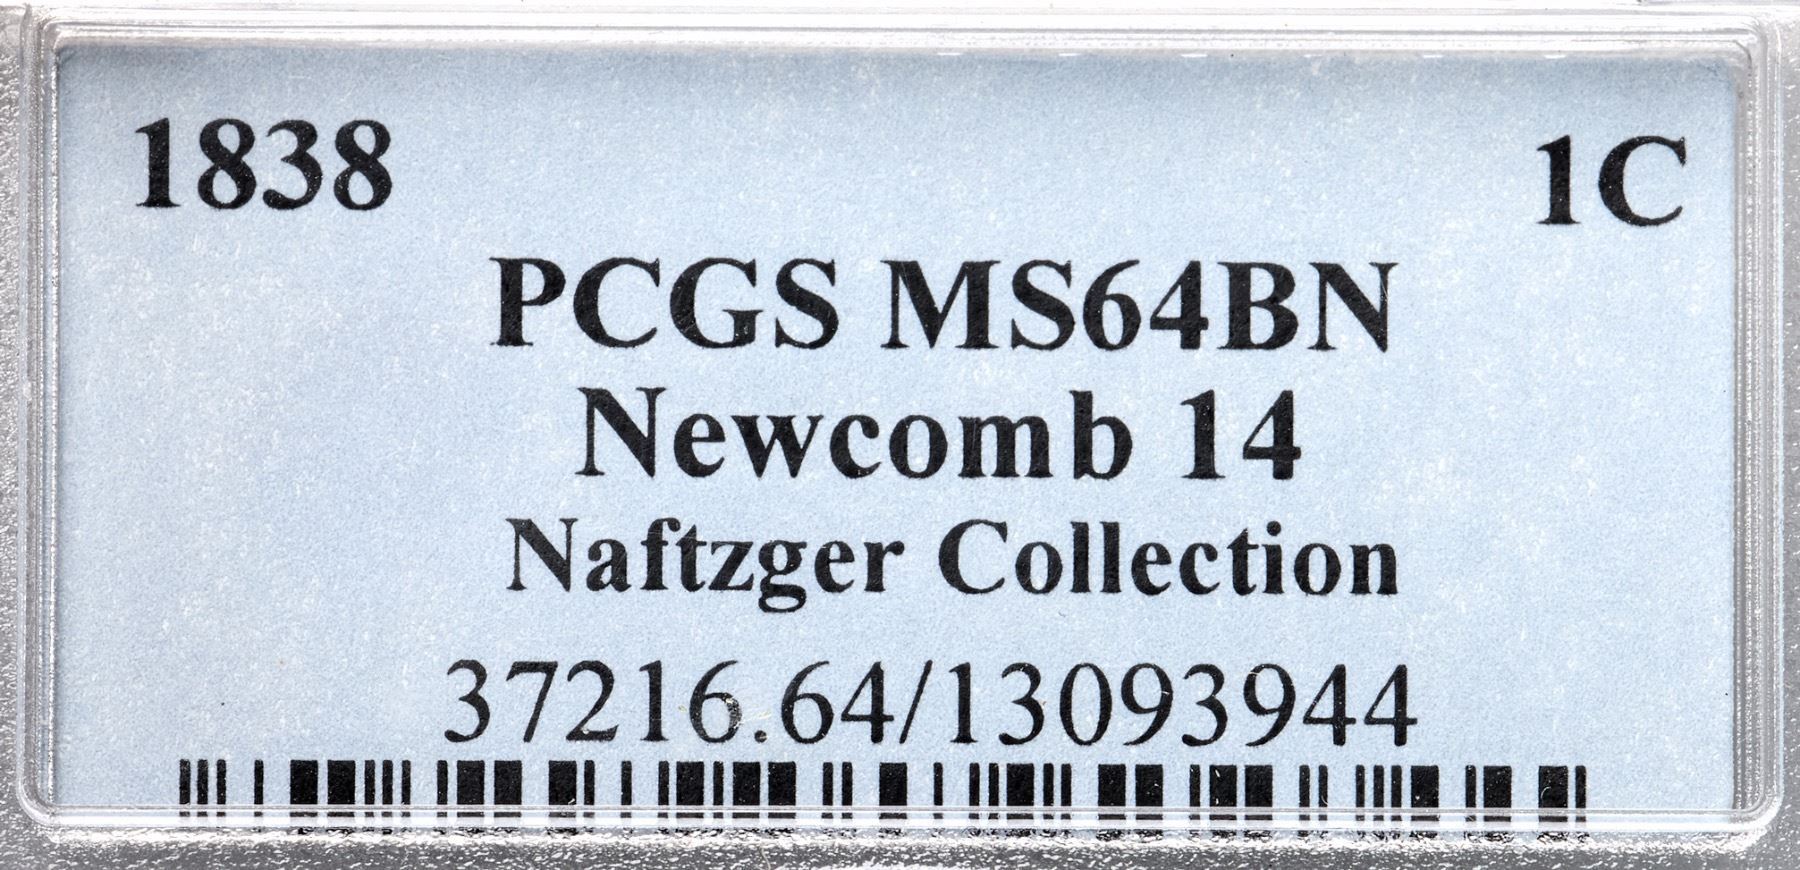 1838 1C
PCGS MS64BN
Newcomb 14
Naftzger Collection
37216.64/13093944